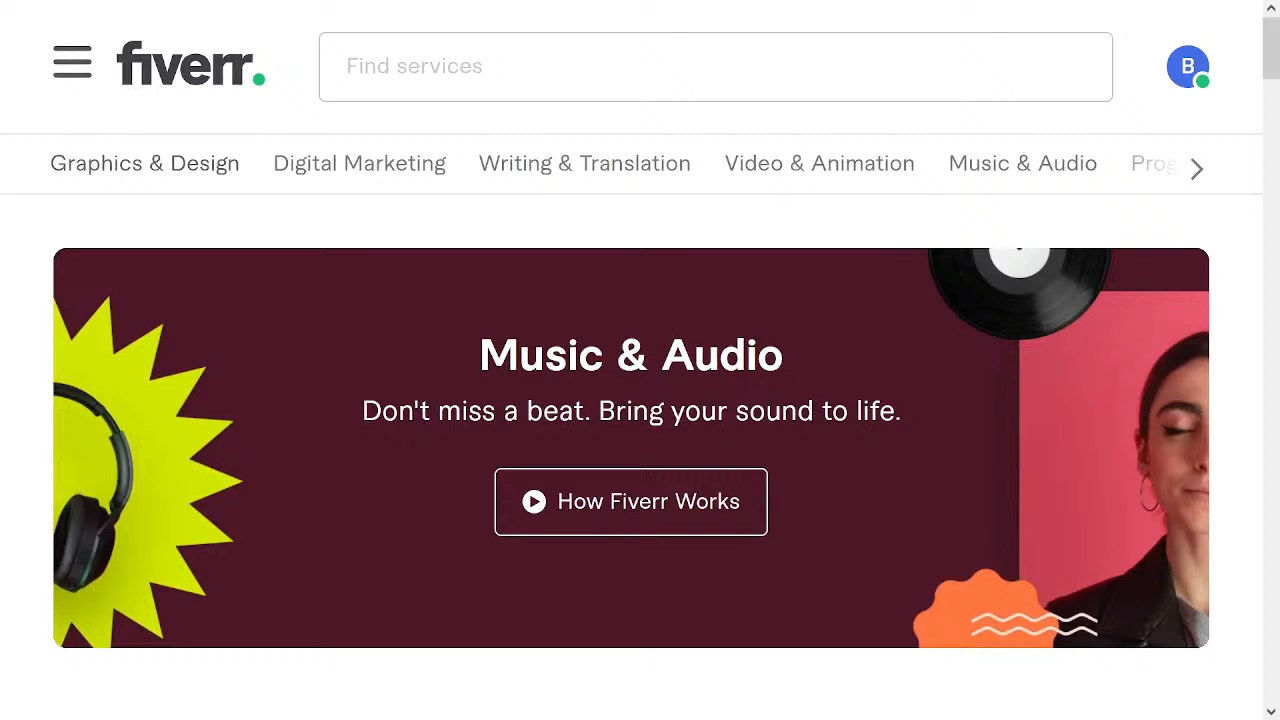 fiverr.
Find services
B
Graphics & Design Digital Marketing Writing & Translation Video & Animation Music & Audio
Music & Audio
Don't miss a beat. Bring your sound to life.
How Fiverr Works